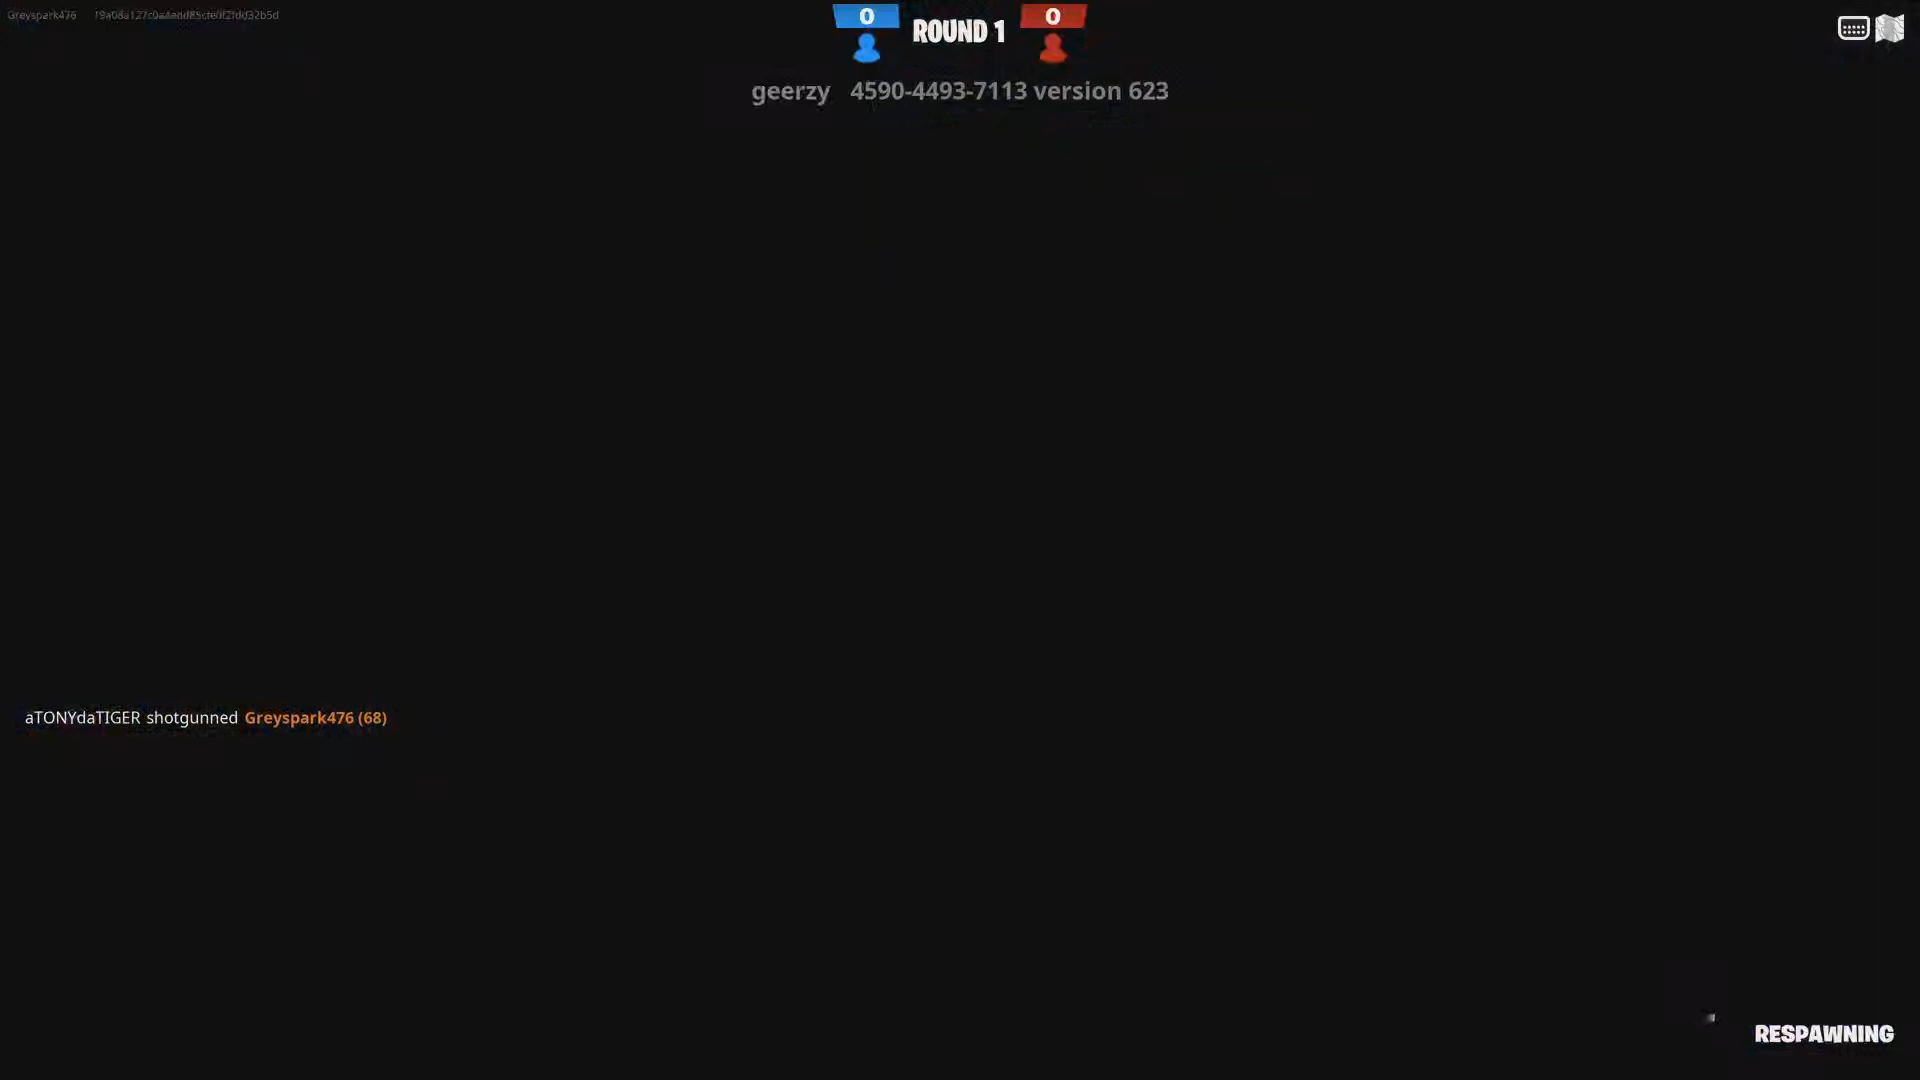 Greyspark476
0 ROUND 1 0
geerzy 4590-4493-7113 version 623
aTONYdaTIGER shotgunned Greyspark476 (68)
RESPAWNING